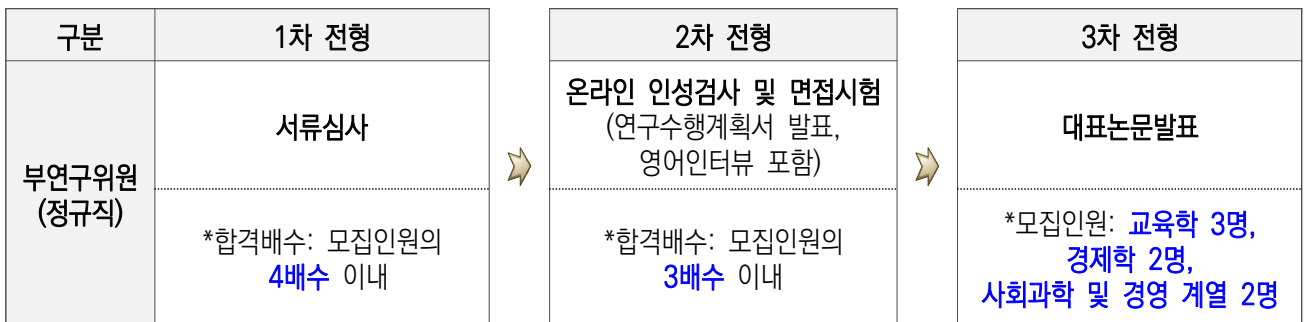 구분
1차 전형
2차 전형
3차 전형
부연구위원
(정규직)
서류심사
온라인 인성검사 및 면접시험
(연구수행계획서 발표,
영어인터뷰 포함)
대표논문발표
*합격배수: 모집인원의
4배수 이내
*합격배수: 모집인원의
3배수 이내
*모집인원: 교육학 3명,
경제학 2명,
사회과학 및 경영 계열 2명